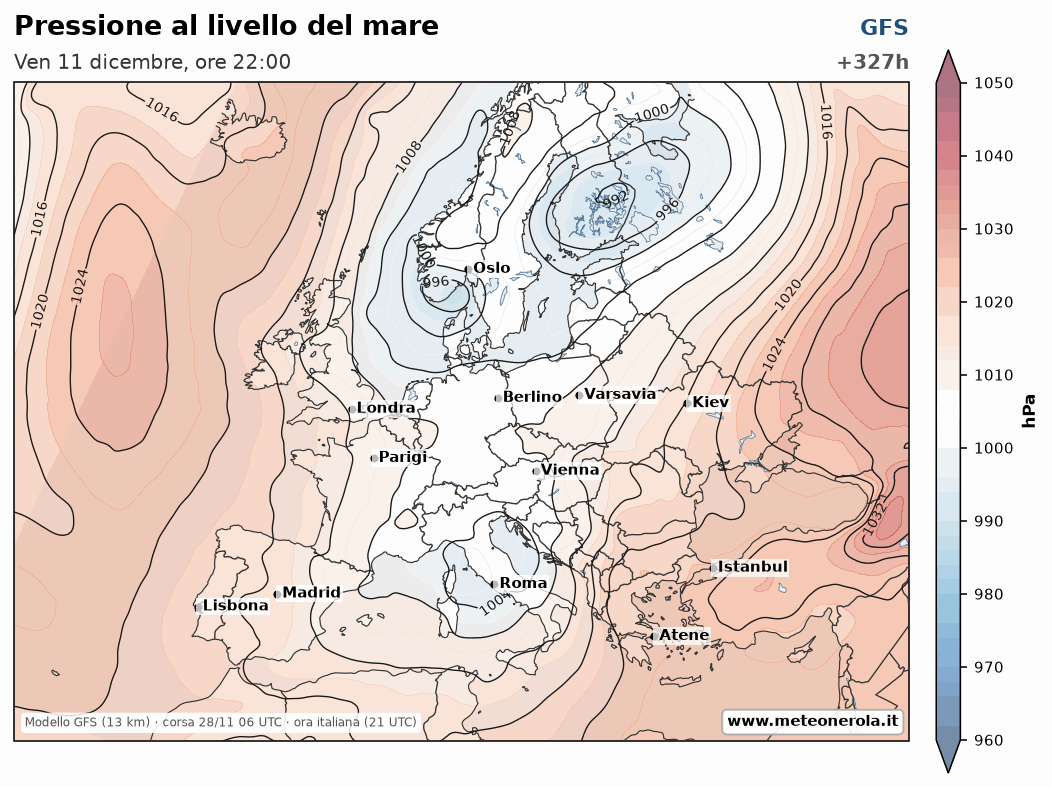 Pressione al livello del mare
GFS
Ven 11 dicembre, ore 22:00
+327h
1016
1000
1016
1008
1008
1016
992
996
1000
996
Oslo
1024
1020
1020
1024
Berlino
Varsavia
Kiev
Londra
Parigi
Vienna
1032
Istanbul
Roma
Madrid
1004
Lisbona
Atene
Modello GFS (13 km) · corsa 28/11 06 UTC · ora italiana (21 UTC)
www.meteonerola.it
1050
1040
1030
1020
1010
1000
990
980
970
960
hPa